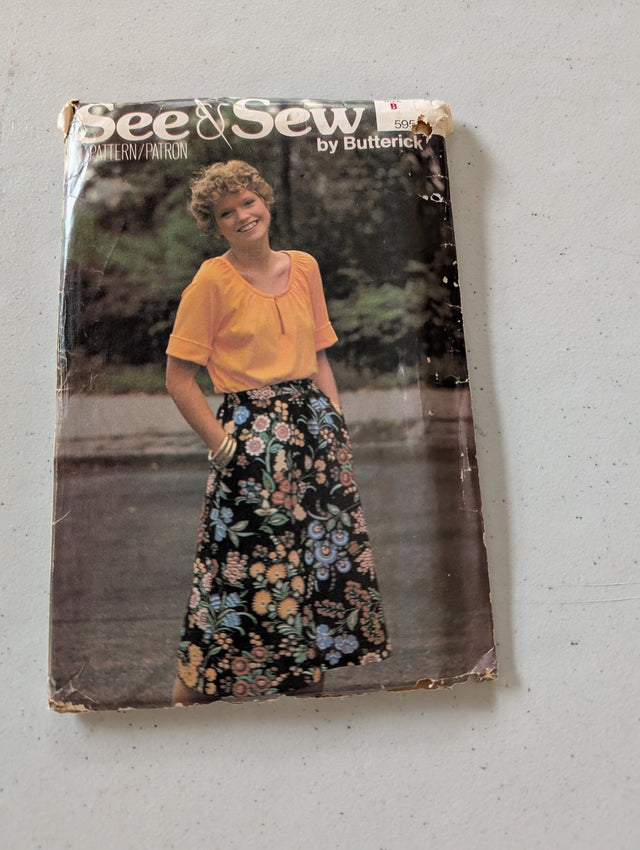 See & Sew
B
595
by Butterick
PATTERN/PATRON